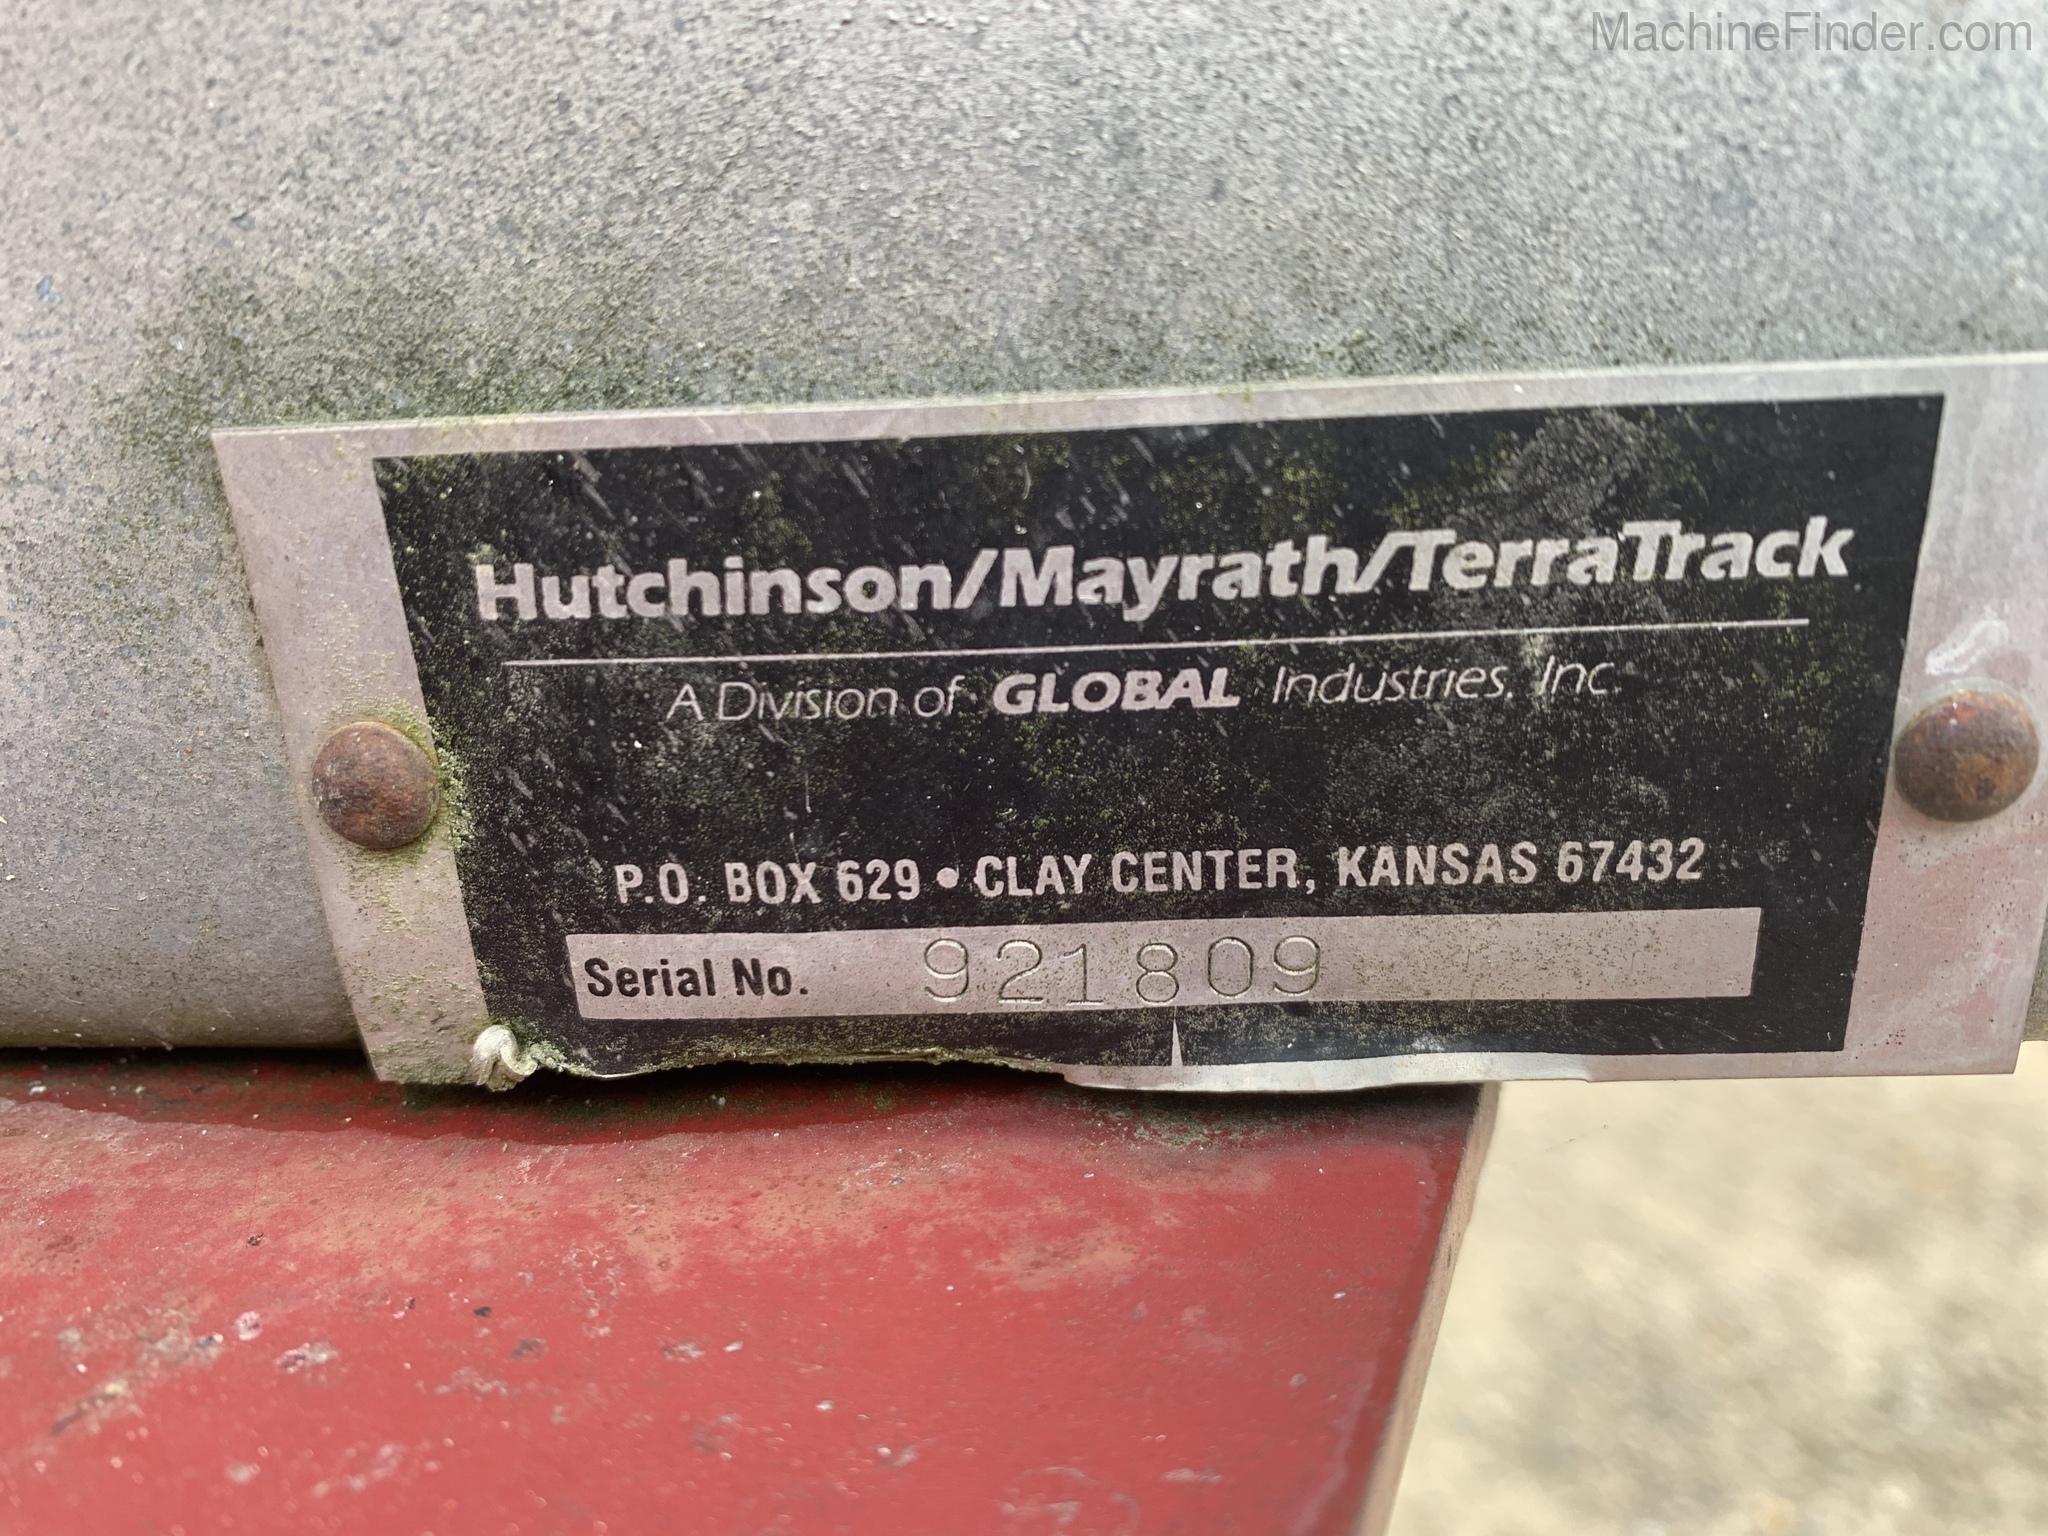 MachineFinder.com
Hutchinson/Mayrath/TerraTrack
A Division of GLOBAL Industries, Inc.
P.O. BOX 629 • CLAY CENTER, KANSAS 67432
Serial No. 921809